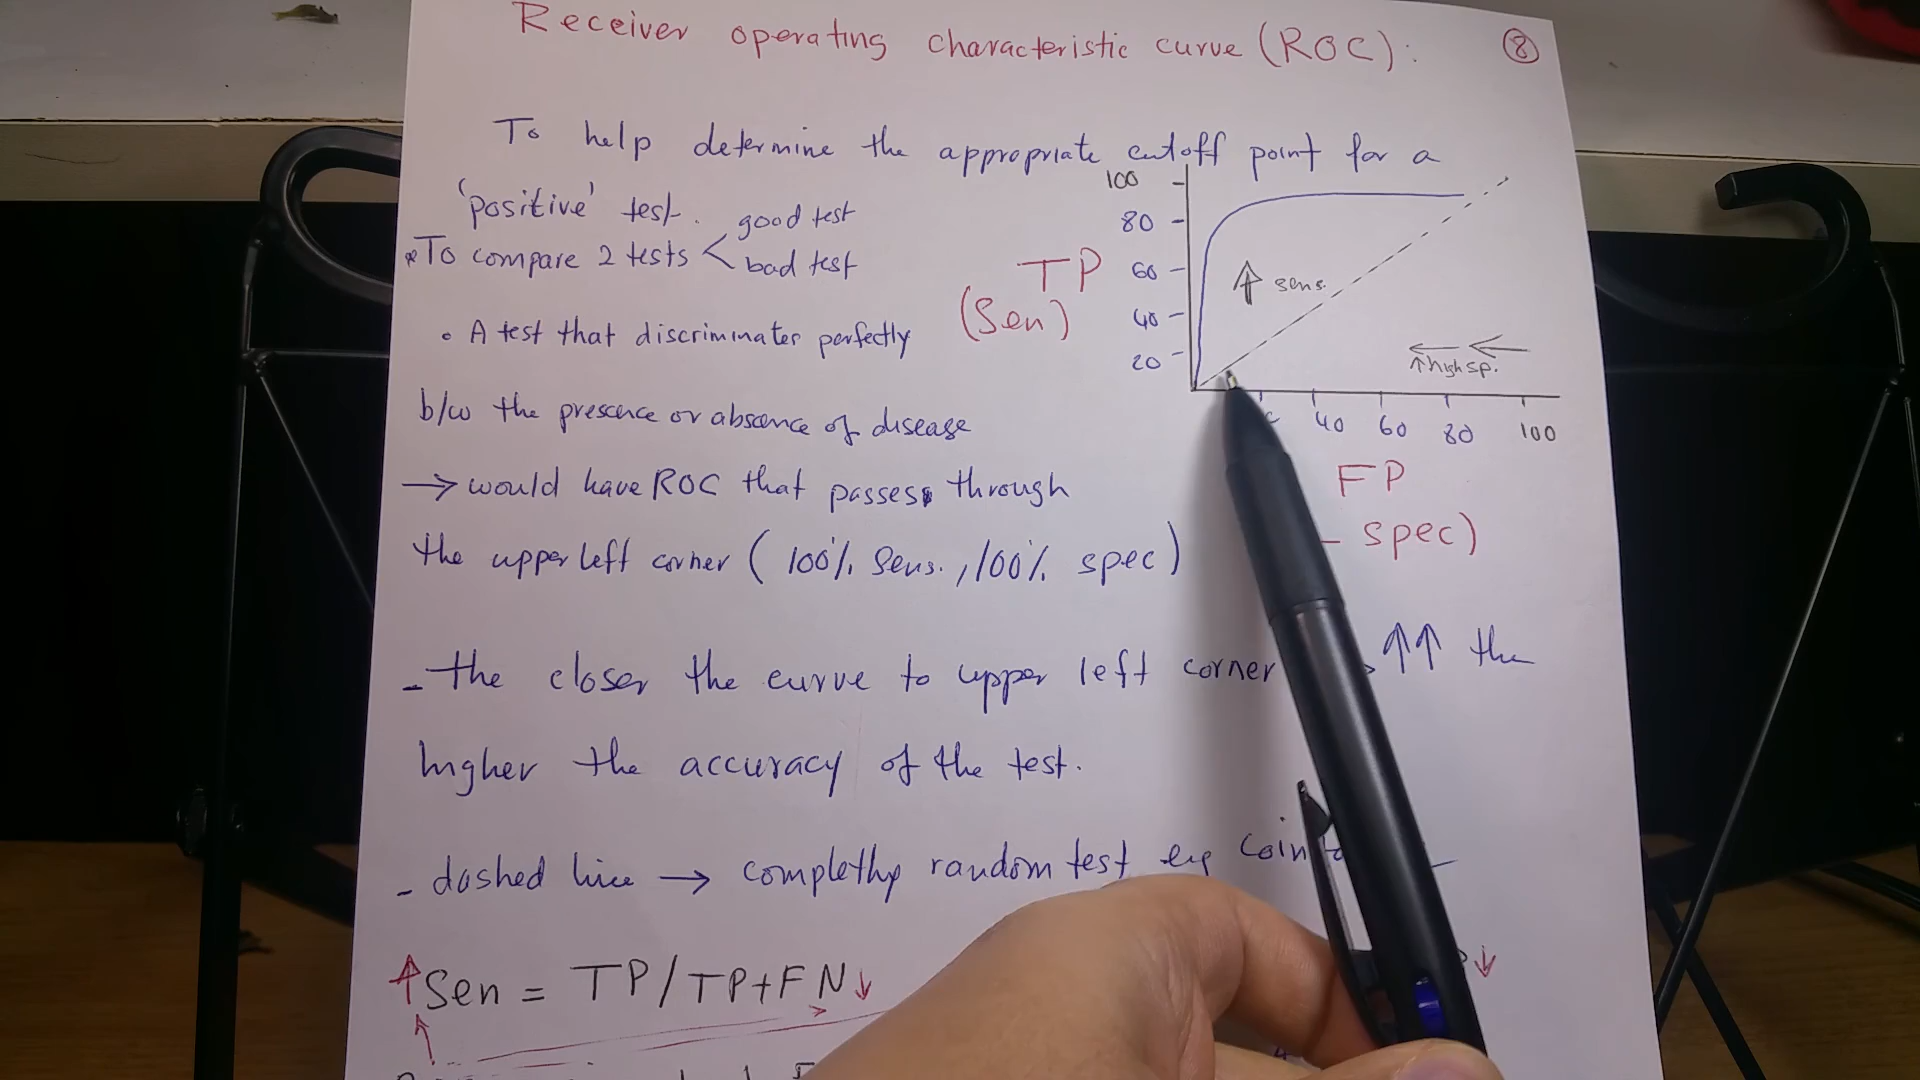 Receiver operating characteristic curve (ROC): 8
To help determine the appropriate cutoff point for a
'positive' test.
good test
*To compare 2 tests < bad test
• A test that discriminates perfectly
b/w the presence or absence of disease
→ would have ROC that passes through
the upper left corner (100% Sens., 100% spec)
- the closer the curve to upper left corner ↑↑ the
higher the accuracy of the test.
- dashed line → completly random test eg coin
↑Sen = TP/TP+FN↓
↓
TP
(Sen)
100
80
60
40
20
↑ sens.
↑high sp.
40 60 80 100
FP
- spec)